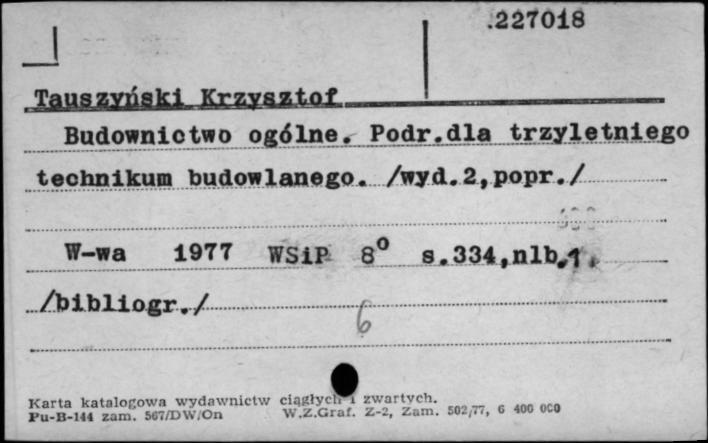 .227018
Tauszyński Krzysztof
Budownictwo ogólne. Podr.dla trzyletniego
technikum budowlanego. /wyd.2,popr./
W-wa 1977 WSiP 8° s.334,nlb.1.
/bibliogr./
6
Karta katalogowa wydawnictw ciągłych i zwartych.
Pu-B-144 zam. 567/DW/On W.Z.Graf. Z-2, Zam. 502/77, 6 400 000